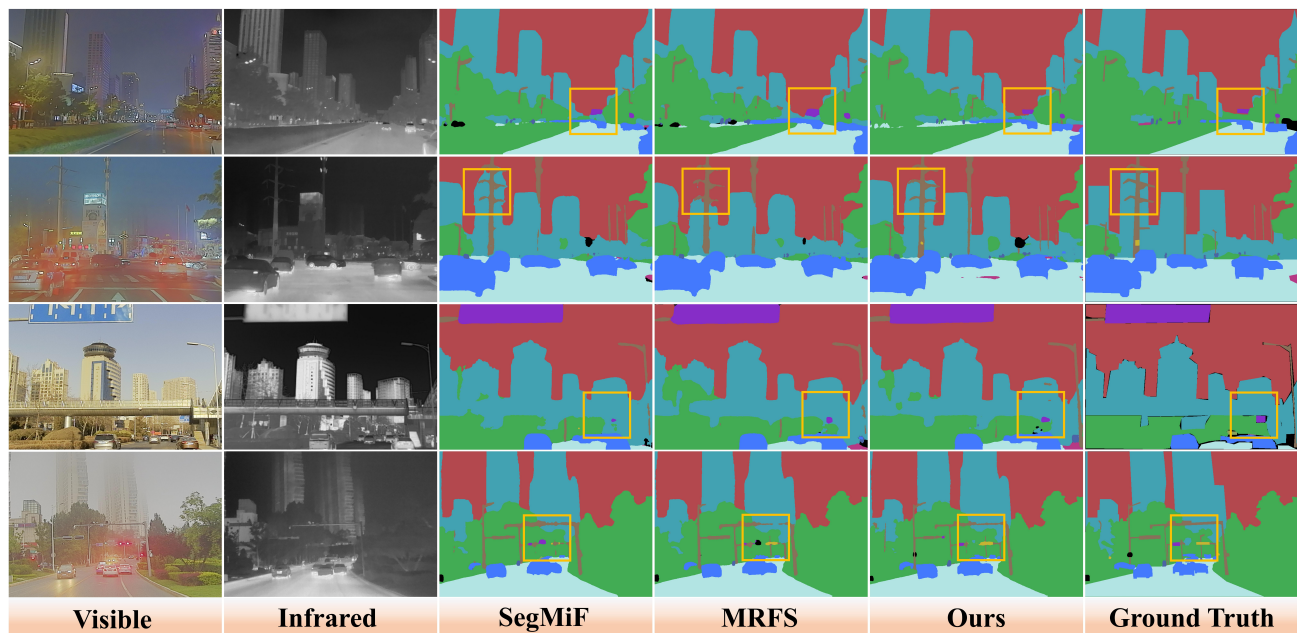 Visible
Infrared
SegMiF
MRFS
Ours
Ground Truth